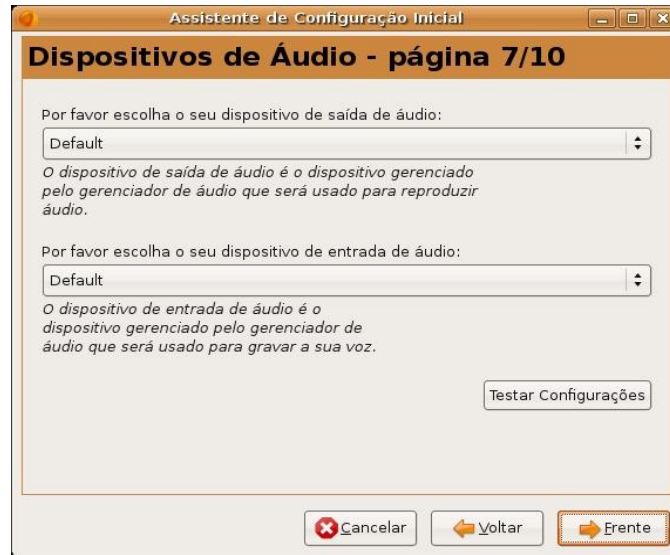 Assistente de Configuração Inicial
Dispositivos de Áudio - página 7/10
Por favor escolha o seu dispositivo de saída de áudio:
Default
O dispositivo de saída de áudio é o dispositivo gerenciado
pelo gerenciador de áudio que será usado para reproduzir
áudio.
Por favor escolha o seu dispositivo de entrada de áudio:
Default
O dispositivo de entrada de áudio é o
dispositivo gerenciado pelo gerenciador de
áudio que será usado para gravar a sua voz.
Testar Configurações
Cancelar
Voltar
Frente